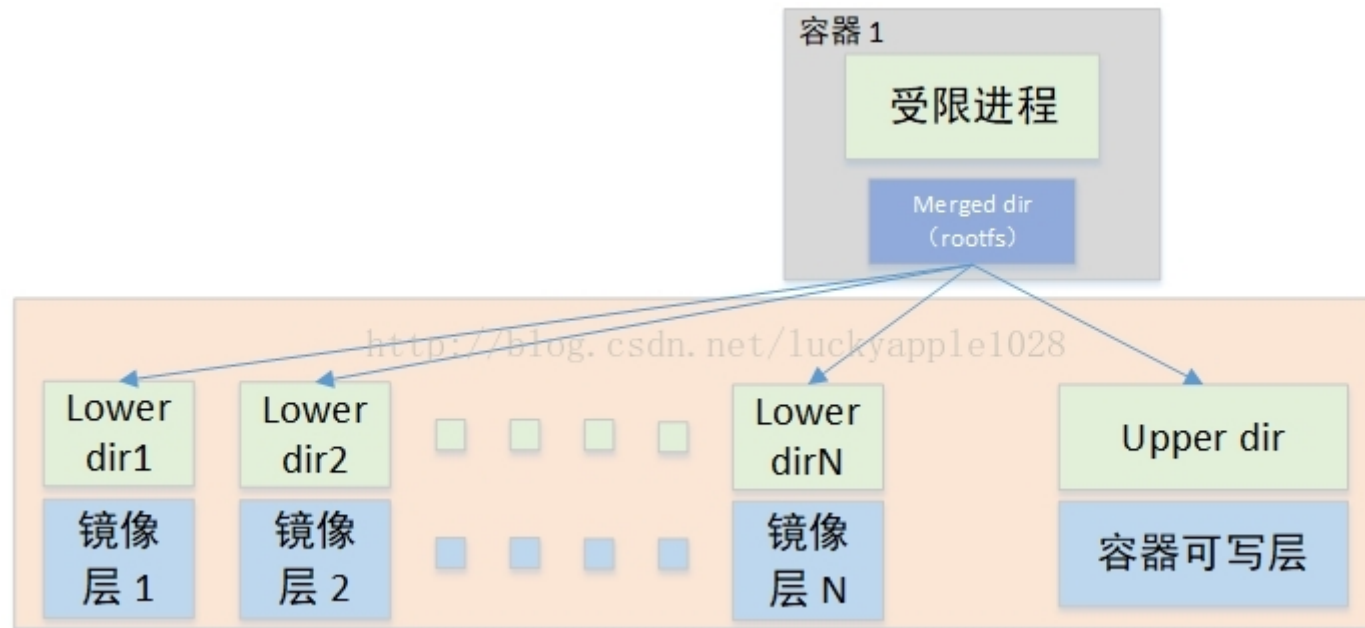 容器 1
受限进程
Merged dir
（rootfs）
http://blog.csdn.net/luckyapple1028
Lower
dir1
Lower
dir2
Lower
dirN
Upper dir
镜像
层 1
镜像
层 2
镜像
层 N
容器可写层